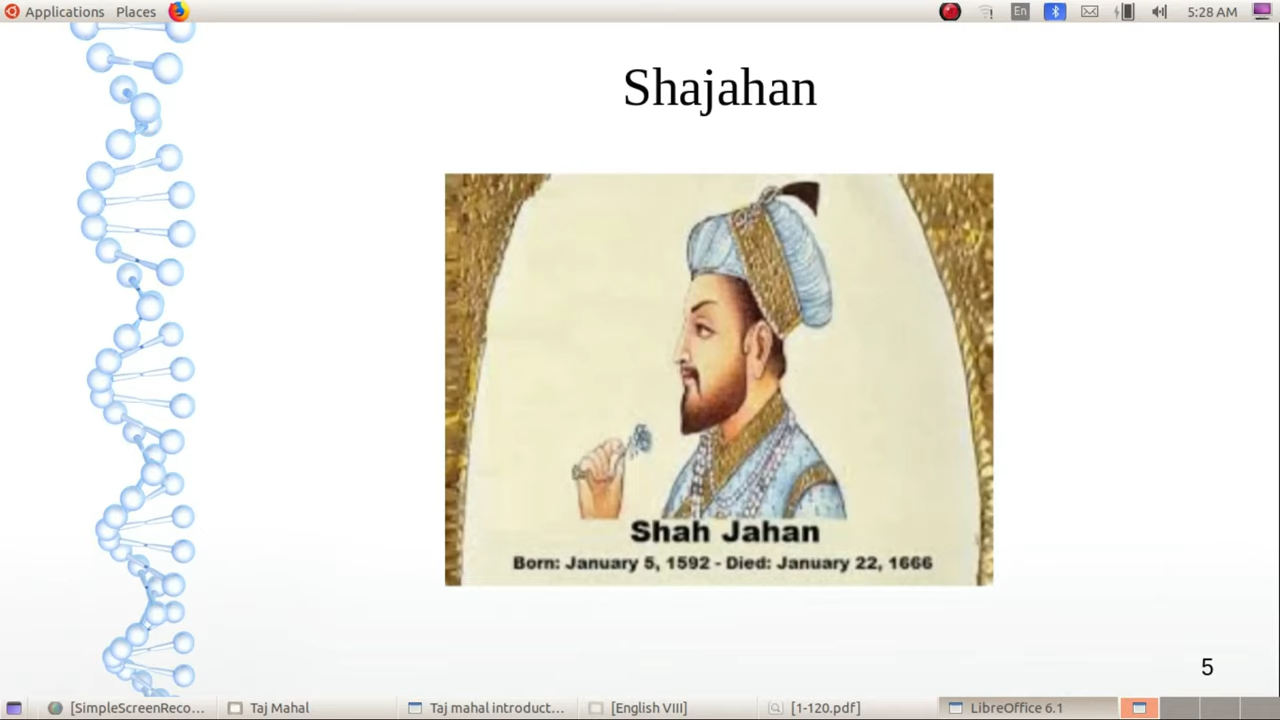 Applications Places En 5:28 AM
Shajahan
Shah Jahan
Born: January 5, 1592 - Died: January 22, 1666
5
[SimpleScreenReco... Taj Mahal Taj mahal introduct... [English VIII] [1-120.pdf] LibreOffice 6.1